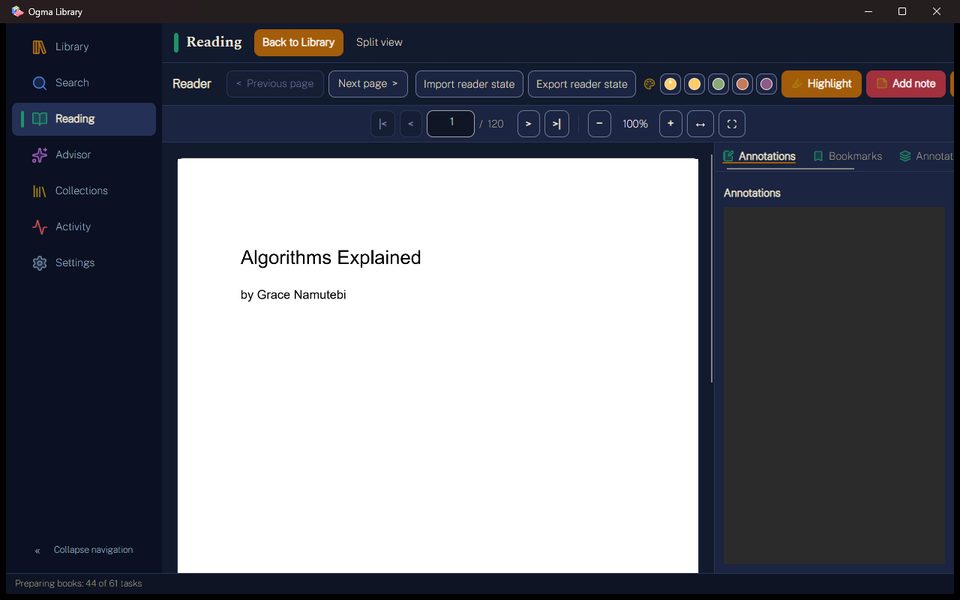 Ogma Library
Library
Search
Reading
Advisor
Collections
Activity
Settings
« Collapse navigation
Reading Back to Library Split view
Reader < Previous page Next page > Import reader state Export reader state Highlight Add note
|< < 1 / 120 > >| − 100% + ↔
Algorithms Explained
by Grace Namutebi
Annotations Bookmarks Annotat
Annotations
Preparing books: 44 of 61 tasks